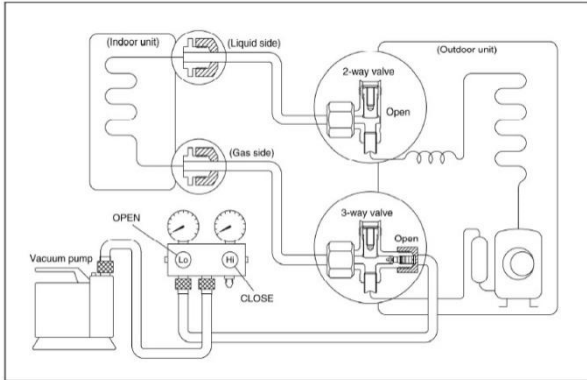 (Indoor unit)
(Liquid side)
(Outdoor unit)
2-way valve
Open
(Gas side)
3-way valve
Open
OPEN
Lo
Hi
CLOSE
Vacuum pump